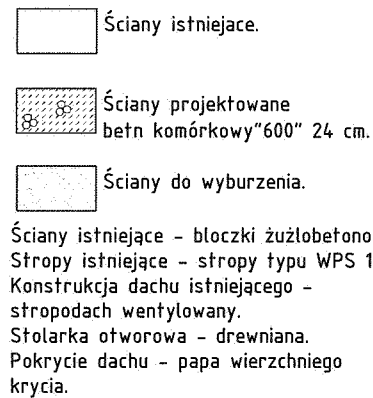 Ściany istniejace.
Ściany projektowane
betn komórkowy"600" 24 cm.
Ściany do wyburzenia.
Ściany istniejące - bloczki żużlobetono
Stropy istniejące - stropy typu WPS 1
Konstrukcja dachu istniejącego -
stropodach wentylowany.
Stolarka otworowa - drewniana.
Pokrycie dachu - papa wierzchniego
krycia.